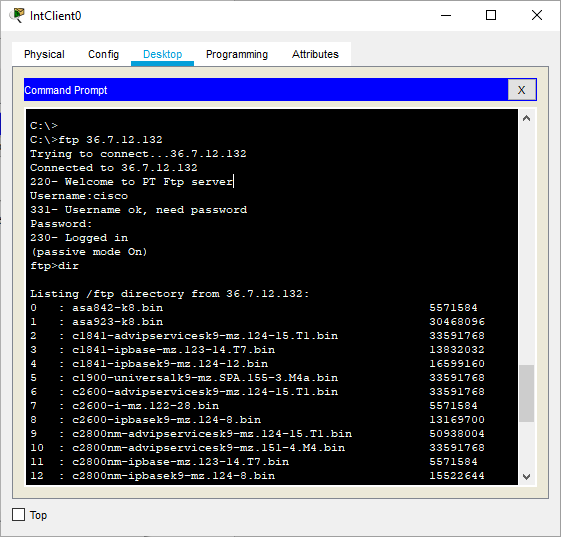 IntClient0
Physical Config Desktop Programming Attributes
Command Prompt X
C:\>
C:\>ftp 36.7.12.132
Trying to connect...36.7.12.132
Connected to 36.7.12.132
220- Welcome to PT Ftp server
Username:cisco
331- Username ok, need password
Password:
230- Logged in
(passive mode On)
ftp>dir
Listing /ftp directory from 36.7.12.132:
0 : asa842-k8.bin 5571584
1 : asa923-k8.bin 30468096
2 : c1841-advipservicesk9-mz.124-15.T1.bin 33591768
3 : c1841-ipbase-mz.123-14.T7.bin 13832032
4 : c1841-ipbasek9-mz.124-12.bin 16599160
5 : c1900-universalk9-mz.SPA.155-3.M4a.bin 33591768
6 : c2600-advipservicesk9-mz.124-15.T1.bin 33591768
7 : c2600-i-mz.122-28.bin 5571584
8 : c2600-ipbasek9-mz.124-8.bin 13169700
9 : c2800nm-advipservicesk9-mz.124-15.T1.bin 50938004
10 : c2800nm-advipservicesk9-mz.151-4.M4.bin 33591768
11 : c2800nm-ipbase-mz.123-14.T7.bin 5571584
12 : c2800nm-ipbasek9-mz.124-8.bin 15522644
Top